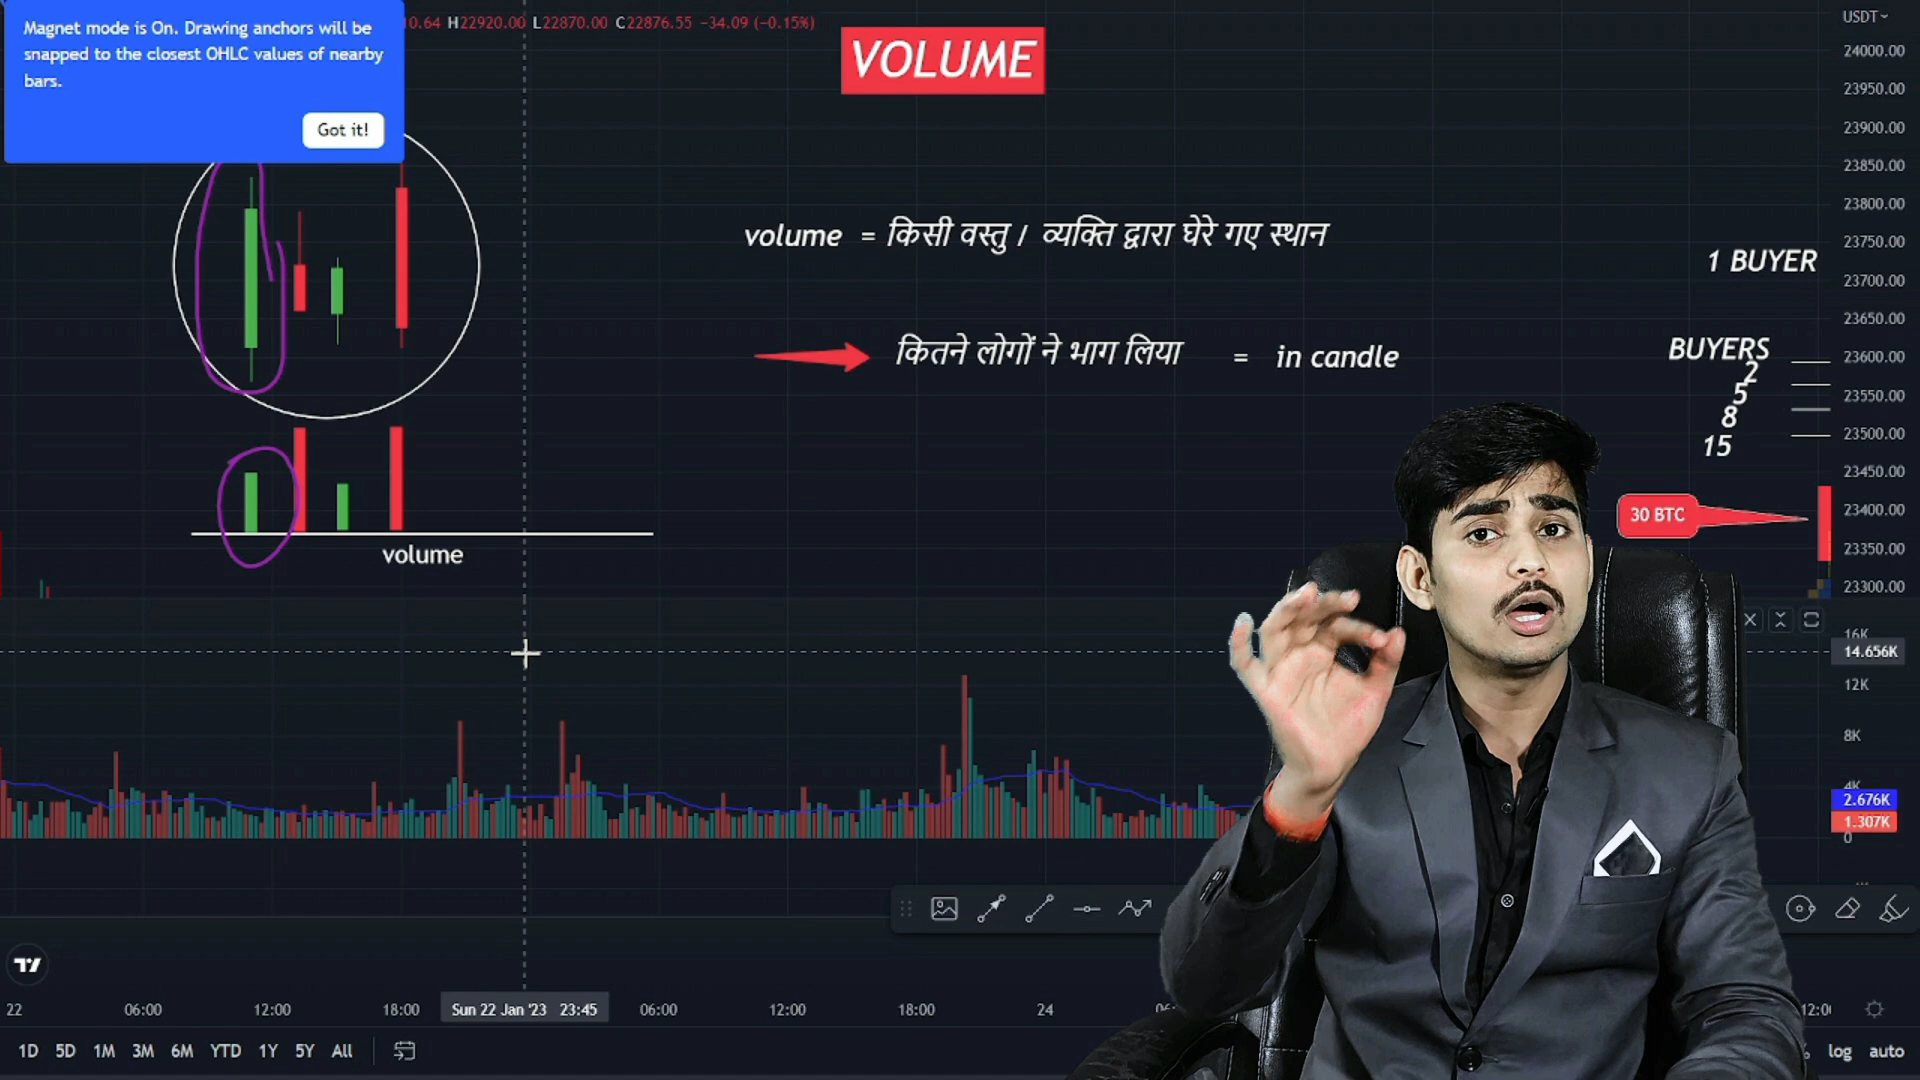 Magnet mode is On. Drawing anchors will be
snapped to the closest OHLC values of nearby
bars.
Got it!
0.64 H22920.00 L22870.00 C22876.55 −34.09 (−0.15%)
VOLUME
USDT
24000.00
23950.00
23900.00
23850.00
23800.00
23750.00
23700.00
23650.00
23600.00
23550.00
23500.00
23450.00
23400.00
23350.00
23300.00
volume = किसी वस्तु / व्यक्ति द्वारा घेरे गए स्थान
1 BUYER
कितने लोगों ने भाग लिया = in candle
BUYERS
2
5
8
15
30 BTC
volume
16K
14.656K
12K
8K
4K
2.676K
1.307K
0
22 06:00 12:00 18:00 Sun 22 Jan '23 23:45 06:00 12:00 18:00 24 12:0
1D 5D 1M 3M 6M YTD 1Y 5Y All
% log auto